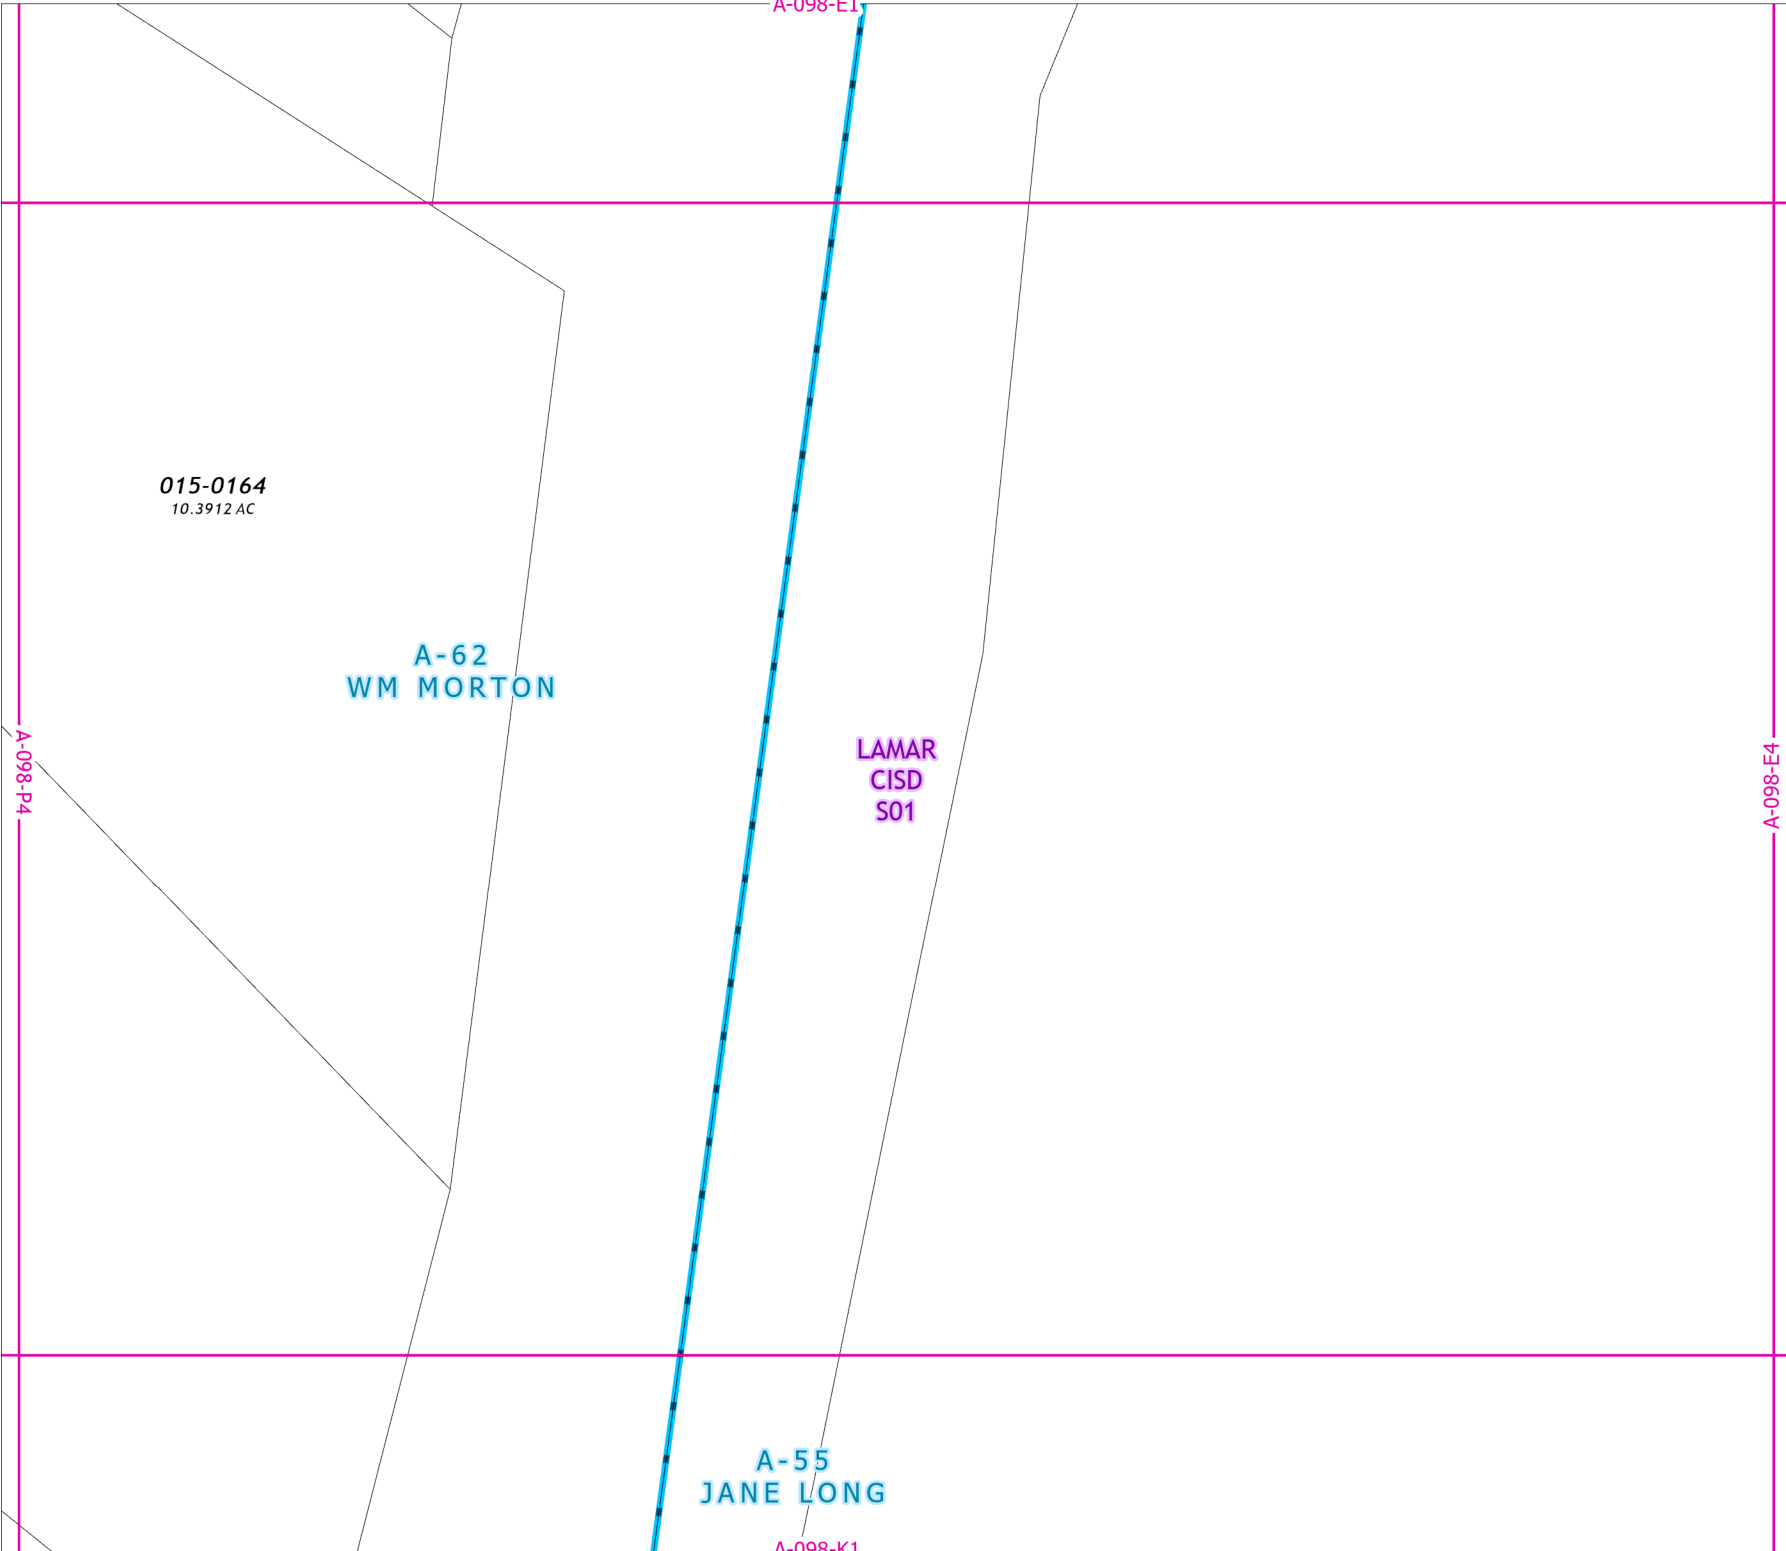 A-098-E1
015-0164
10.3912 AC
A-62
WM MORTON
A-098-P4
LAMAR
CISD
S01
A-098-E4
A-55
JANE LONG
A-098-K1